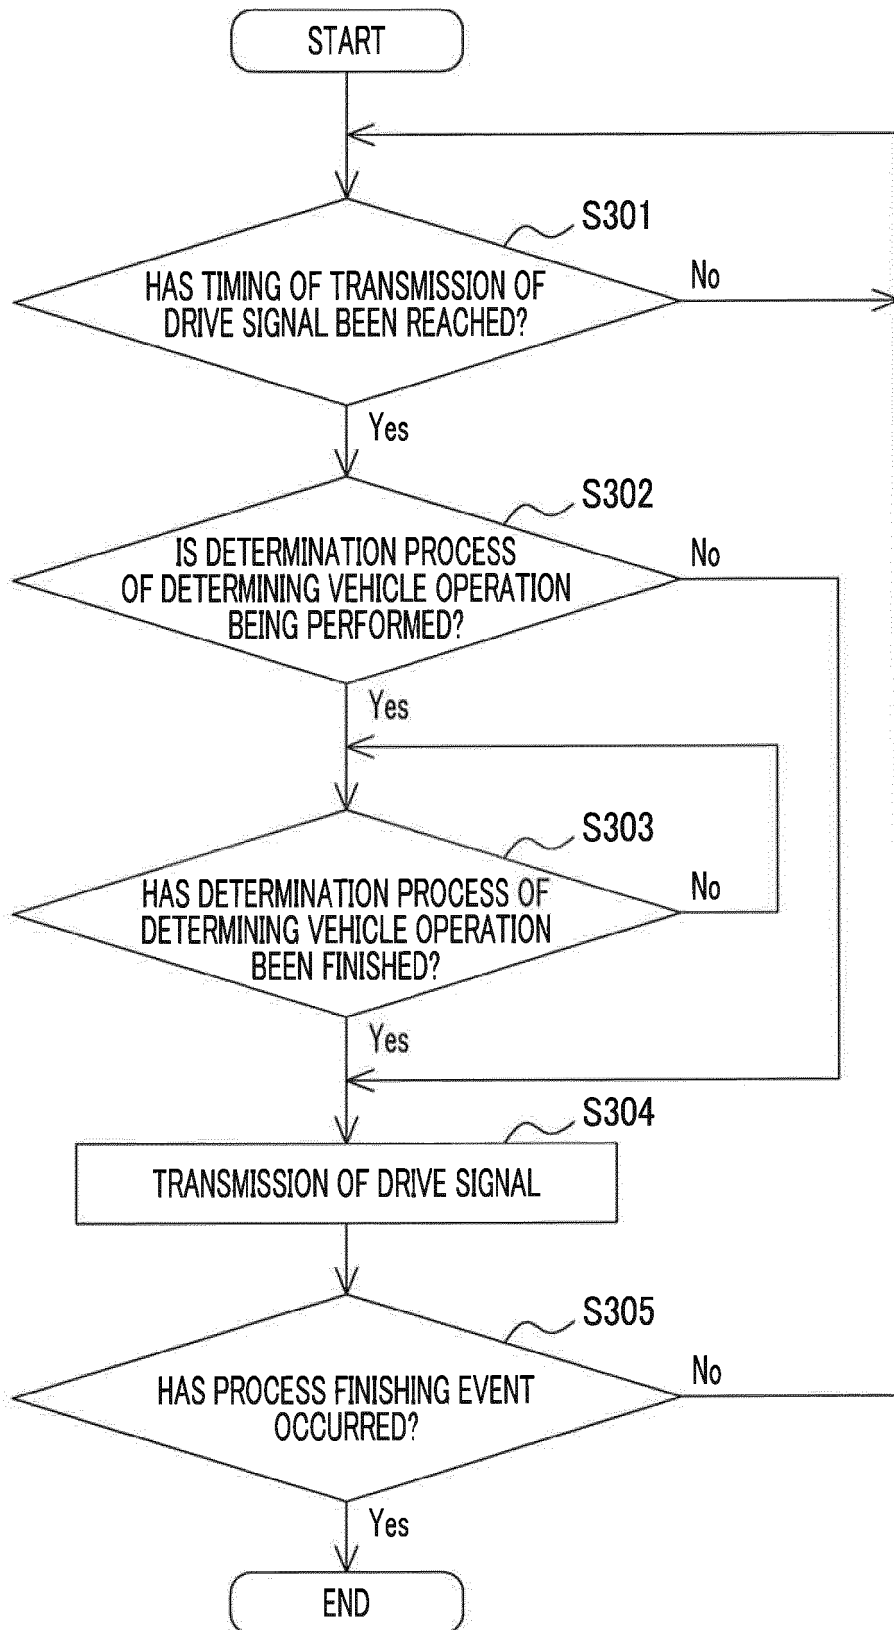 START
S301
HAS TIMING OF TRANSMISSION OF
DRIVE SIGNAL BEEN REACHED?
No
Yes
S302
IS DETERMINATION PROCESS
OF DETERMINING VEHICLE OPERATION
BEING PERFORMED?
No
Yes
S303
HAS DETERMINATION PROCESS OF
DETERMINING VEHICLE OPERATION
BEEN FINISHED?
No
Yes
S304
TRANSMISSION OF DRIVE SIGNAL
S305
HAS PROCESS FINISHING EVENT
OCCURRED?
No
Yes
END